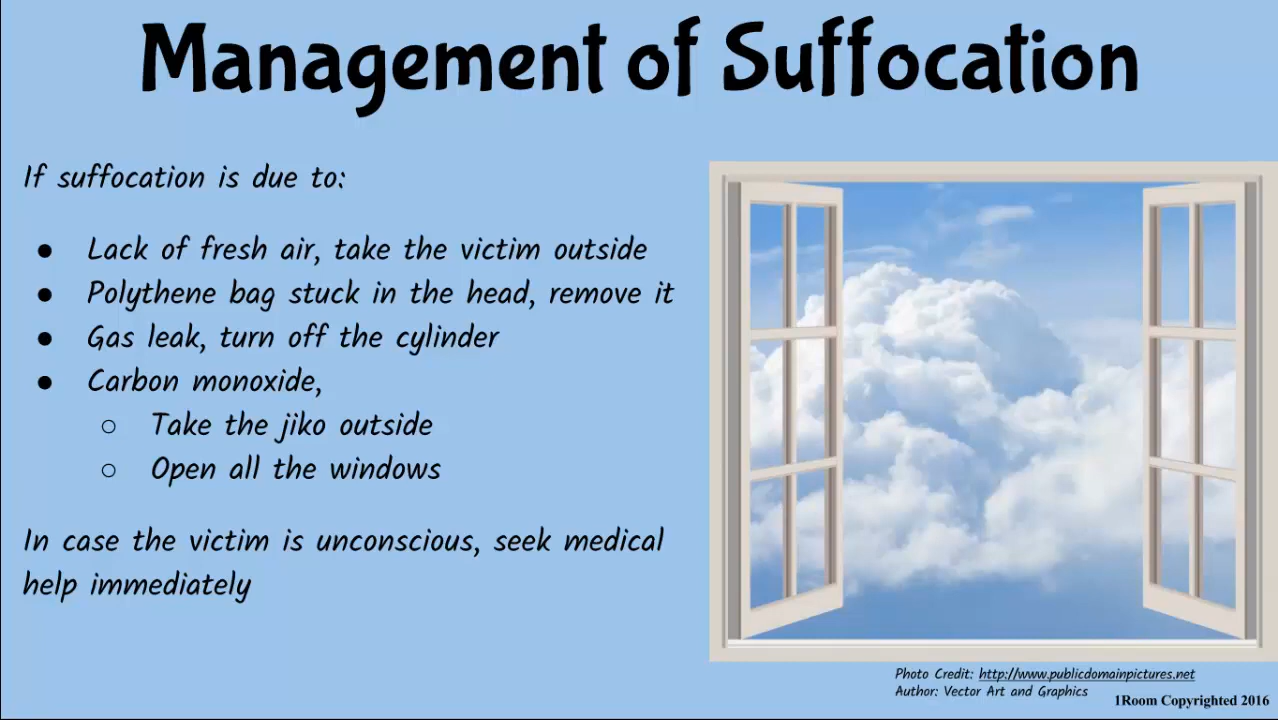 Management of Suffocation
If suffocation is due to:
● Lack of fresh air, take the victim outside
● Polythene bag stuck in the head, remove it
● Gas leak, turn off the cylinder
● Carbon monoxide,
○ Take the jiko outside
○ Open all the windows
In case the victim is unconscious, seek medical
help immediately
Photo Credit: http://www.publicdomainpictures.net
Author: Vector Art and Graphics
1Room Copyrighted 2016